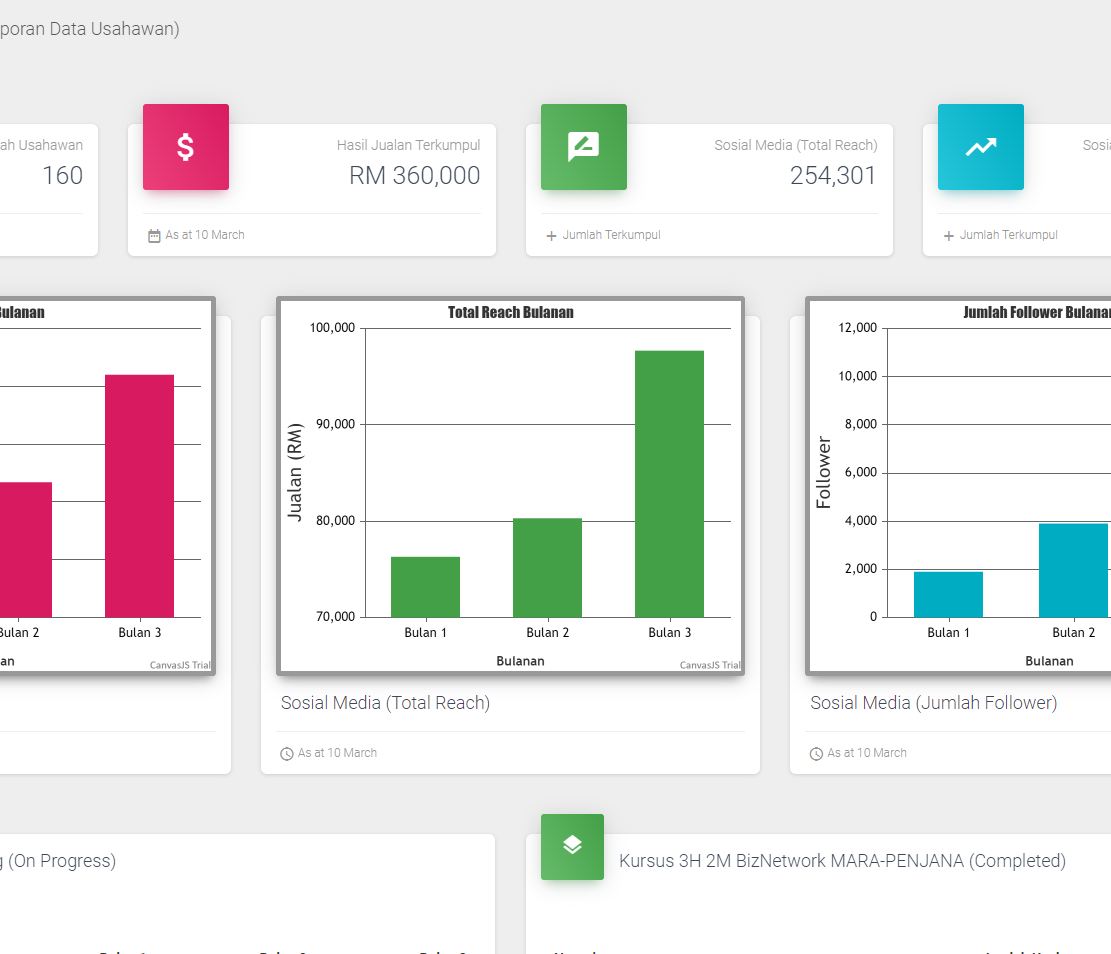 poran Data Usahawan)
ah Usahawan
160
Hasil Jualan Terkumpul
RM 360,000
As at 10 March
Sosial Media (Total Reach)
254,301
Jumlah Terkumpul
Sosia
Jumlah Terkumpul
Bulanan
Bulan 2
Bulan 3
an
CanvasJS Trial
Total Reach Bulanan
100,000
90,000
80,000
70,000
Jualan (RM)
Bulan 1
Bulan 2
Bulan 3
Bulanan
CanvasJS Trial
Sosial Media (Total Reach)
As at 10 March
Jumlah Follower Bulanan
12,000
10,000
8,000
6,000
4,000
2,000
0
Follower
Bulan 1
Bulan 2
Bulanan
Sosial Media (Jumlah Follower)
As at 10 March
g (On Progress)
Kursus 3H 2M BizNetwork MARA-PENJANA (Completed)